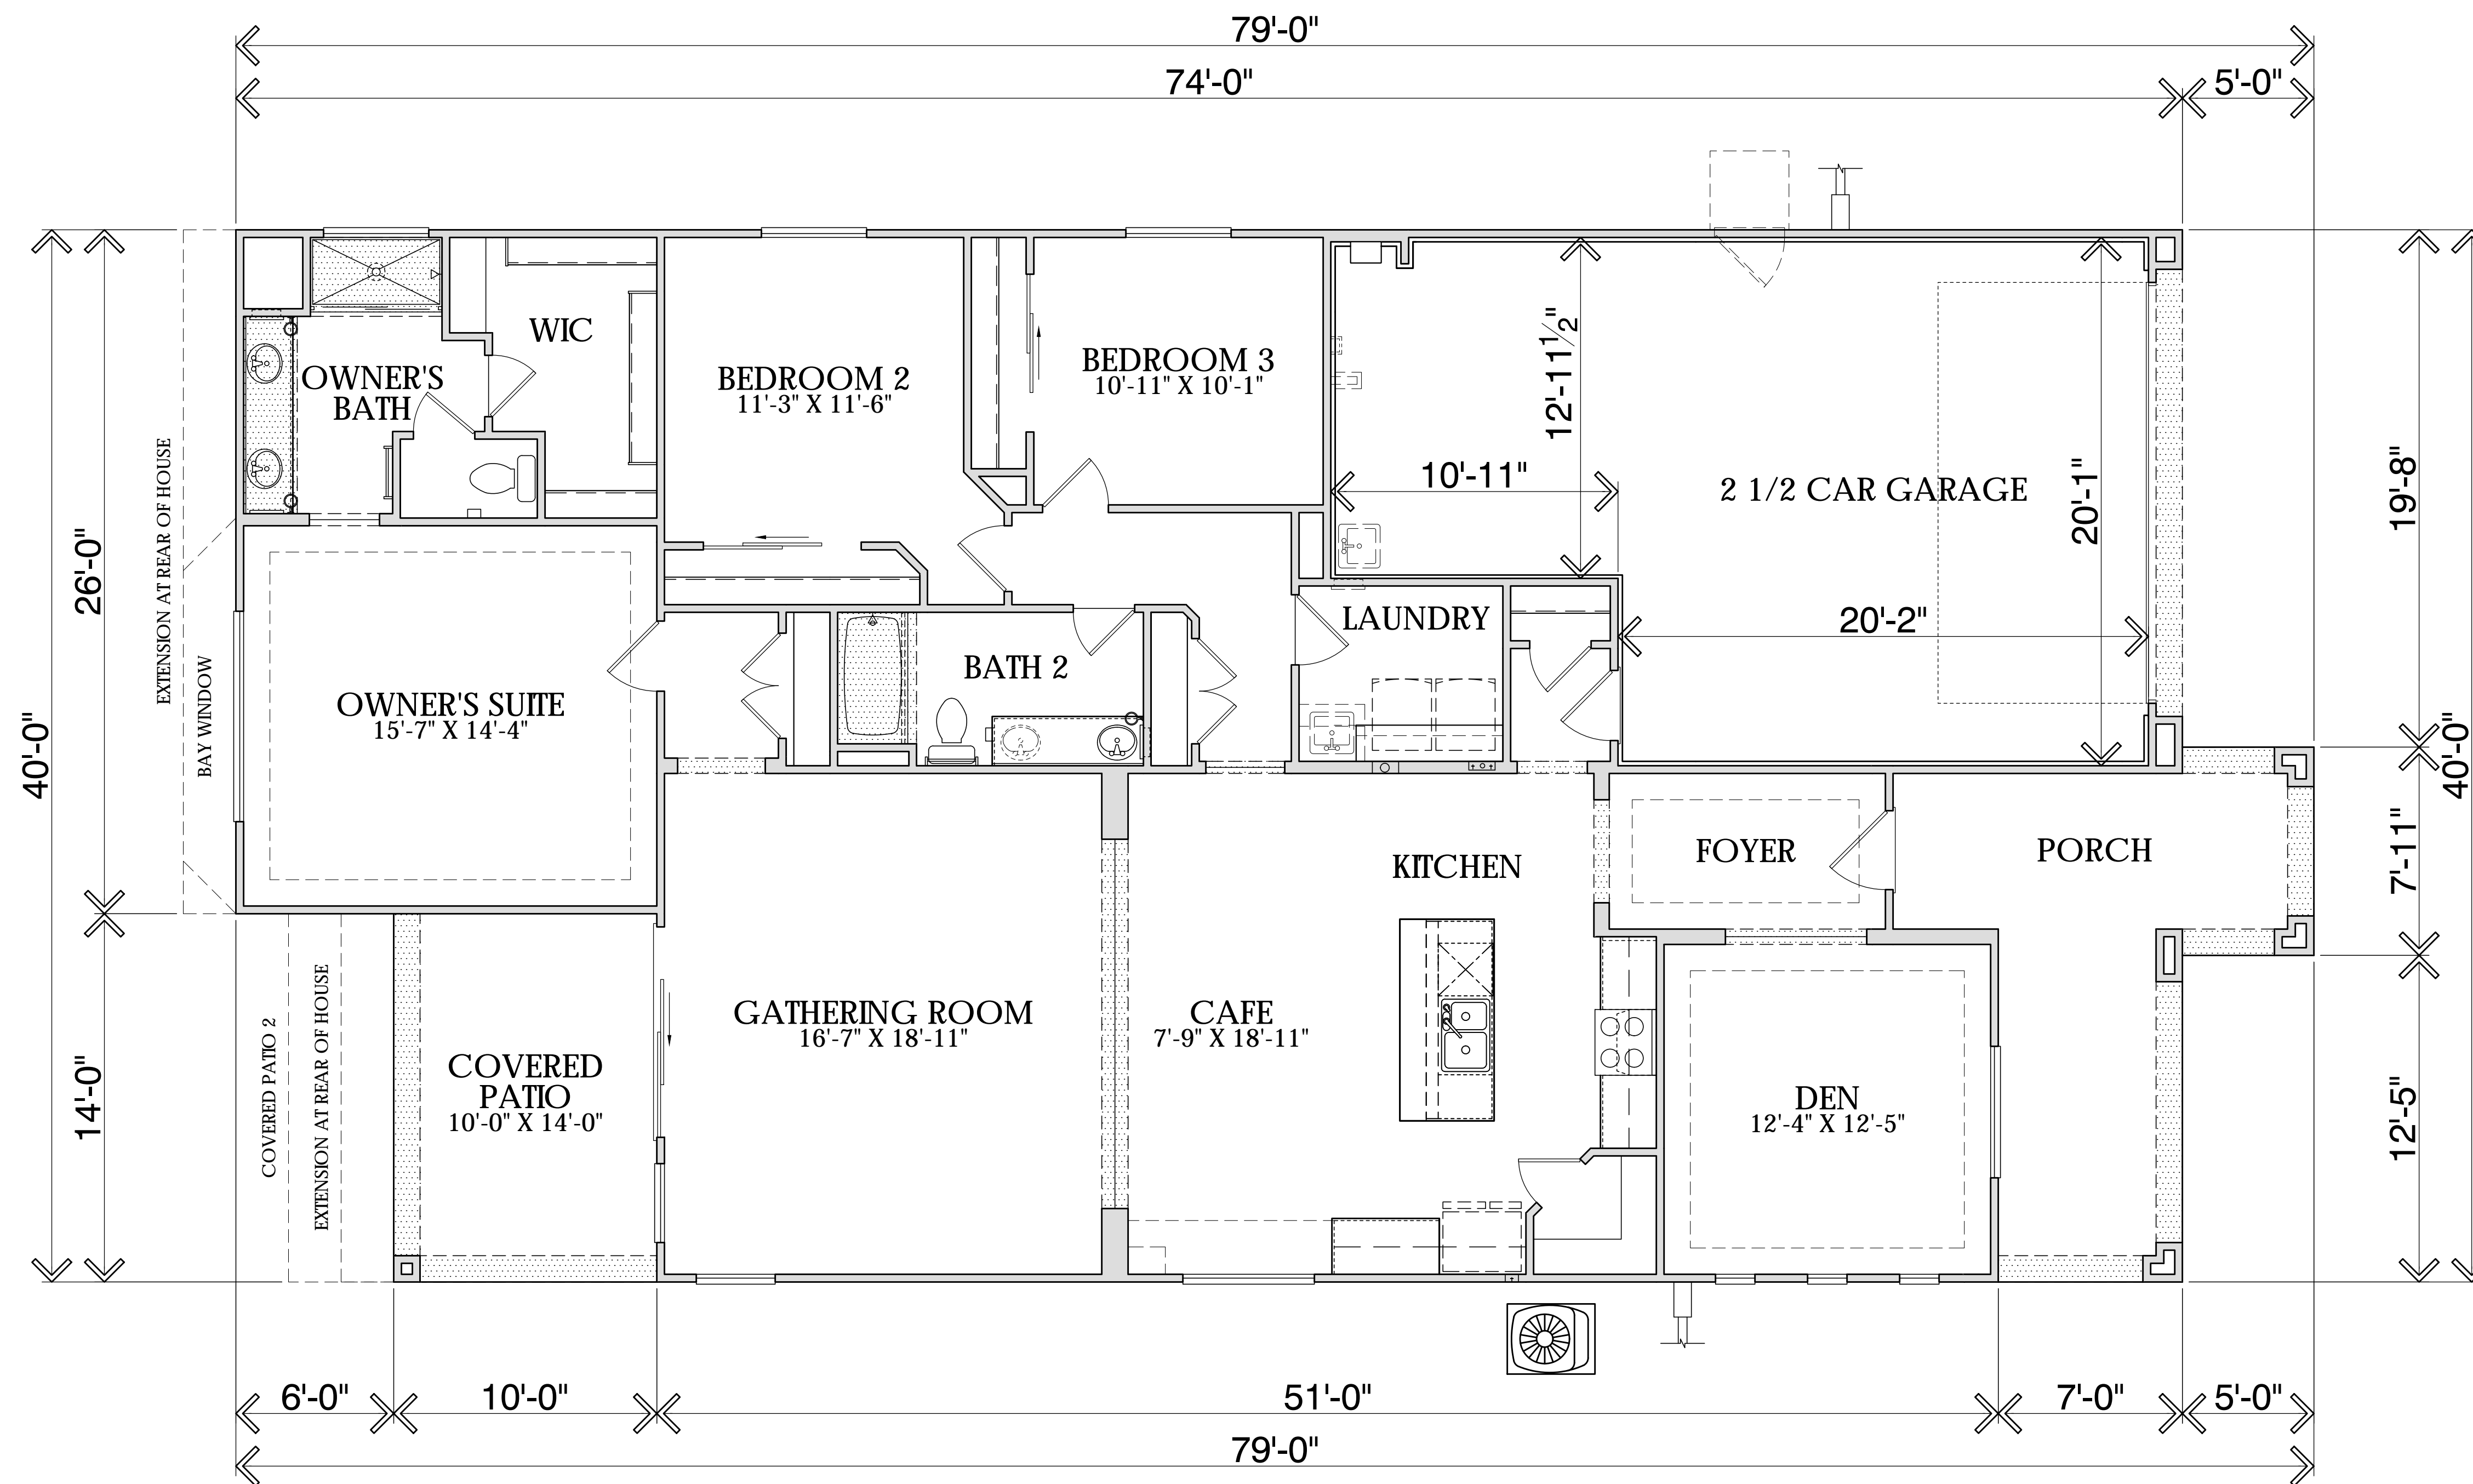 79'-0"
74'-0"
5'-0"
WIC
OWNER'S
BATH
BEDROOM 2
11'-3" X 11'-6"
BEDROOM 3
10'-11" X 10'-1"
12'-11 1/2"
10'-11"
2 1/2 CAR GARAGE
20'-1"
19'-8"
EXTENSION AT REAR OF HOUSE
26'-0"
LAUNDRY
20'-2"
BATH 2
BAY WINDOW
OWNER'S SUITE
15'-7" X 14'-4"
40'-0"
40'-0"
KITCHEN
FOYER
PORCH
7'-11"
GATHERING ROOM
16'-7" X 18'-11"
CAFE
7'-9" X 18'-11"
COVERED PATIO 2
EXTENSION AT REAR OF HOUSE
COVERED
PATIO
10'-0" X 14'-0"
14'-0"
DEN
12'-4" X 12'-5"
12'-5"
6'-0"
10'-0"
51'-0"
7'-0"
5'-0"
79'-0"